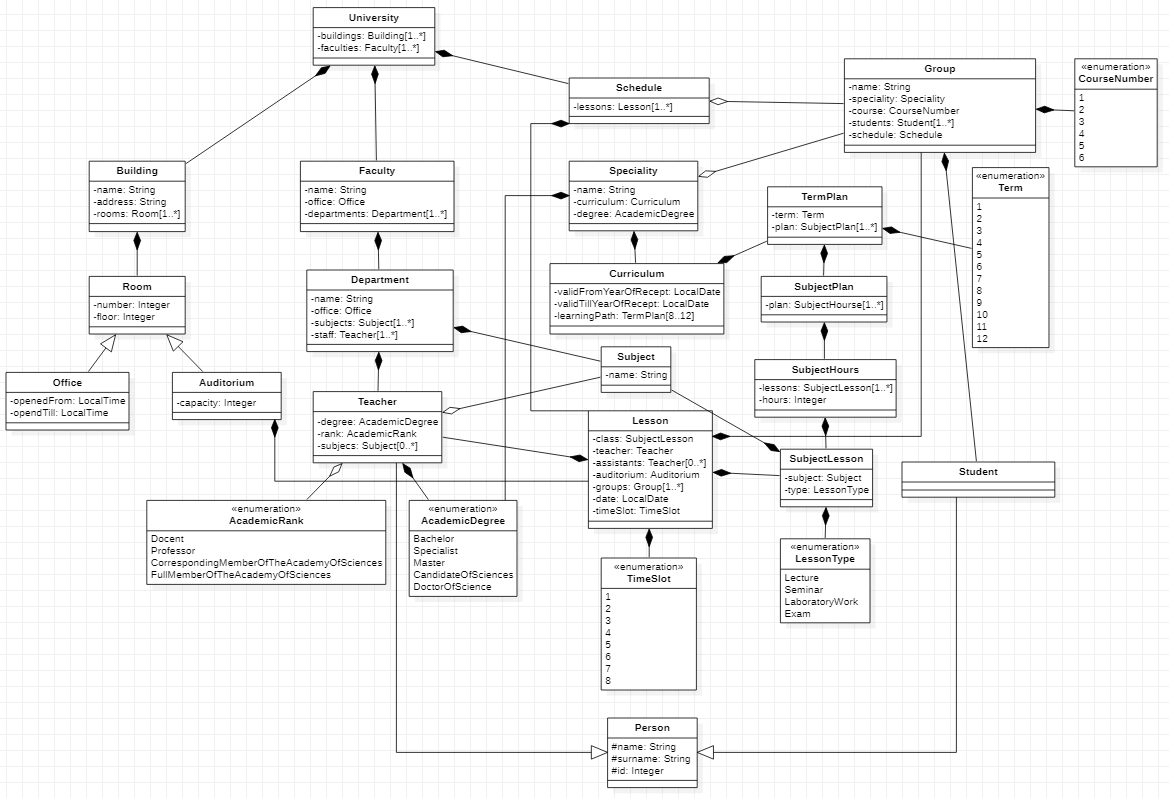 University
-buildings: Building[1..*]
-faculties: Faculty[1..*]
Schedule
-lessons: Lesson[1..*]
Group
-name: String
-speciality: Speciality
-course: CourseNumber
-students: Student[1..*]
-schedule: Schedule
«enumeration»
CourseNumber
1
2
3
4
5
6
Building
-name: String
-address: String
-rooms: Room[1..*]
Faculty
-name: String
-office: Office
-departments: Department[1..*]
Speciality
-name: String
-curriculum: Curriculum
-degree: AcademicDegree
TermPlan
-term: Term
-plan: SubjectPlan[1..*]
«enumeration»
Term
1
2
3
4
5
6
7
8
9
10
11
12
Room
-number: Integer
-floor: Integer
Department
-name: String
-office: Office
-subjects: Subject[1..*]
-staff: Teacher[1..*]
Curriculum
-validFromYearOfRecept: LocalDate
-validTillYearOfRecept: LocalDate
-learningPath: TermPlan[8..12]
SubjectPlan
-plan: SubjectHourse[1..*]
Subject
-name: String
SubjectHours
-lessons: SubjectLesson[1..*]
-hours: Integer
Office
-openedFrom: LocalTime
-opendTill: LocalTime
Auditorium
-capacity: Integer
Teacher
-degree: AcademicDegree
-rank: AcademicRank
-subjecs: Subject[0..*]
Lesson
-class: SubjectLesson
-teacher: Teacher
-assistants: Teacher[0..*]
-auditorium: Auditorium
-groups: Group[1..*]
-date: LocalDate
-timeSlot: TimeSlot
SubjectLesson
-subject: Subject
-type: LessonType
Student
«enumeration»
AcademicRank
Docent
Professor
CorrespondingMemberOfTheAcademyOfSciences
FullMemberOfTheAcademyOfSciences
«enumeration»
AcademicDegree
Bachelor
Specialist
Master
CandidateOfSciences
DoctorOfScience
«enumeration»
TimeSlot
1
2
3
4
5
6
7
8
«enumeration»
LessonType
Lecture
Seminar
LaboratoryWork
Exam
Person
#name: String
#surname: String
#id: Integer